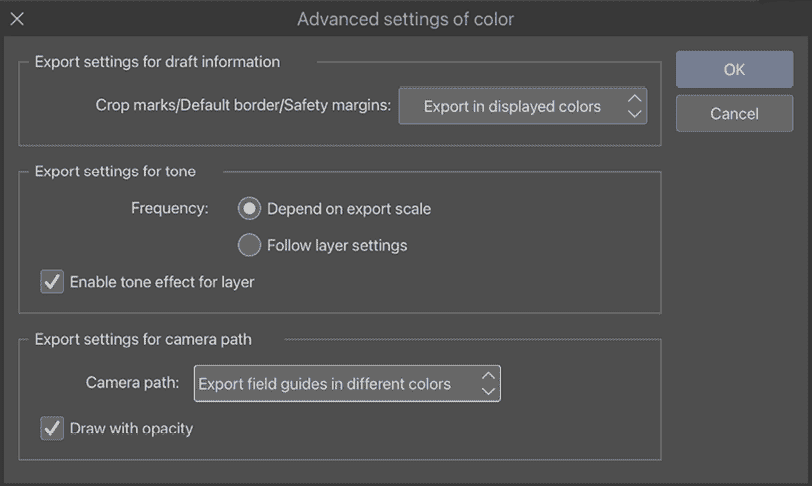 Advanced settings of color
Export settings for draft information
OK
Crop marks/Default border/Safety margins: Export in displayed colors
Cancel
Export settings for tone
Frequency: Depend on export scale
Follow layer settings
Enable tone effect for layer
Export settings for camera path
Camera path: Export field guides in different colors
Draw with opacity